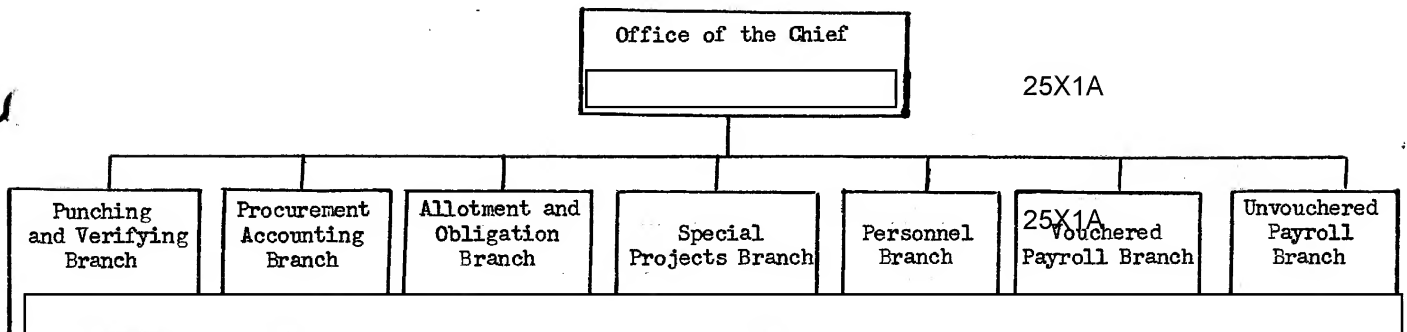 Office of the Chief
25X1A
Punching
and Verifying
Branch
Procurement
Accounting
Branch
Allotment and
Obligation
Branch
Special
Projects Branch
Personnel
Branch
25X1A
Vouchered
Payroll Branch
Unvouchered
Payroll
Branch